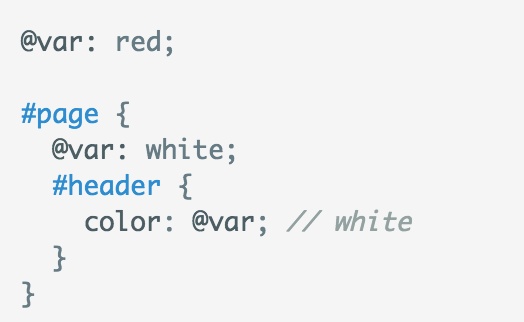 @var: red;
#page {
@var: white;
#header {
color: @var; // white
}
}